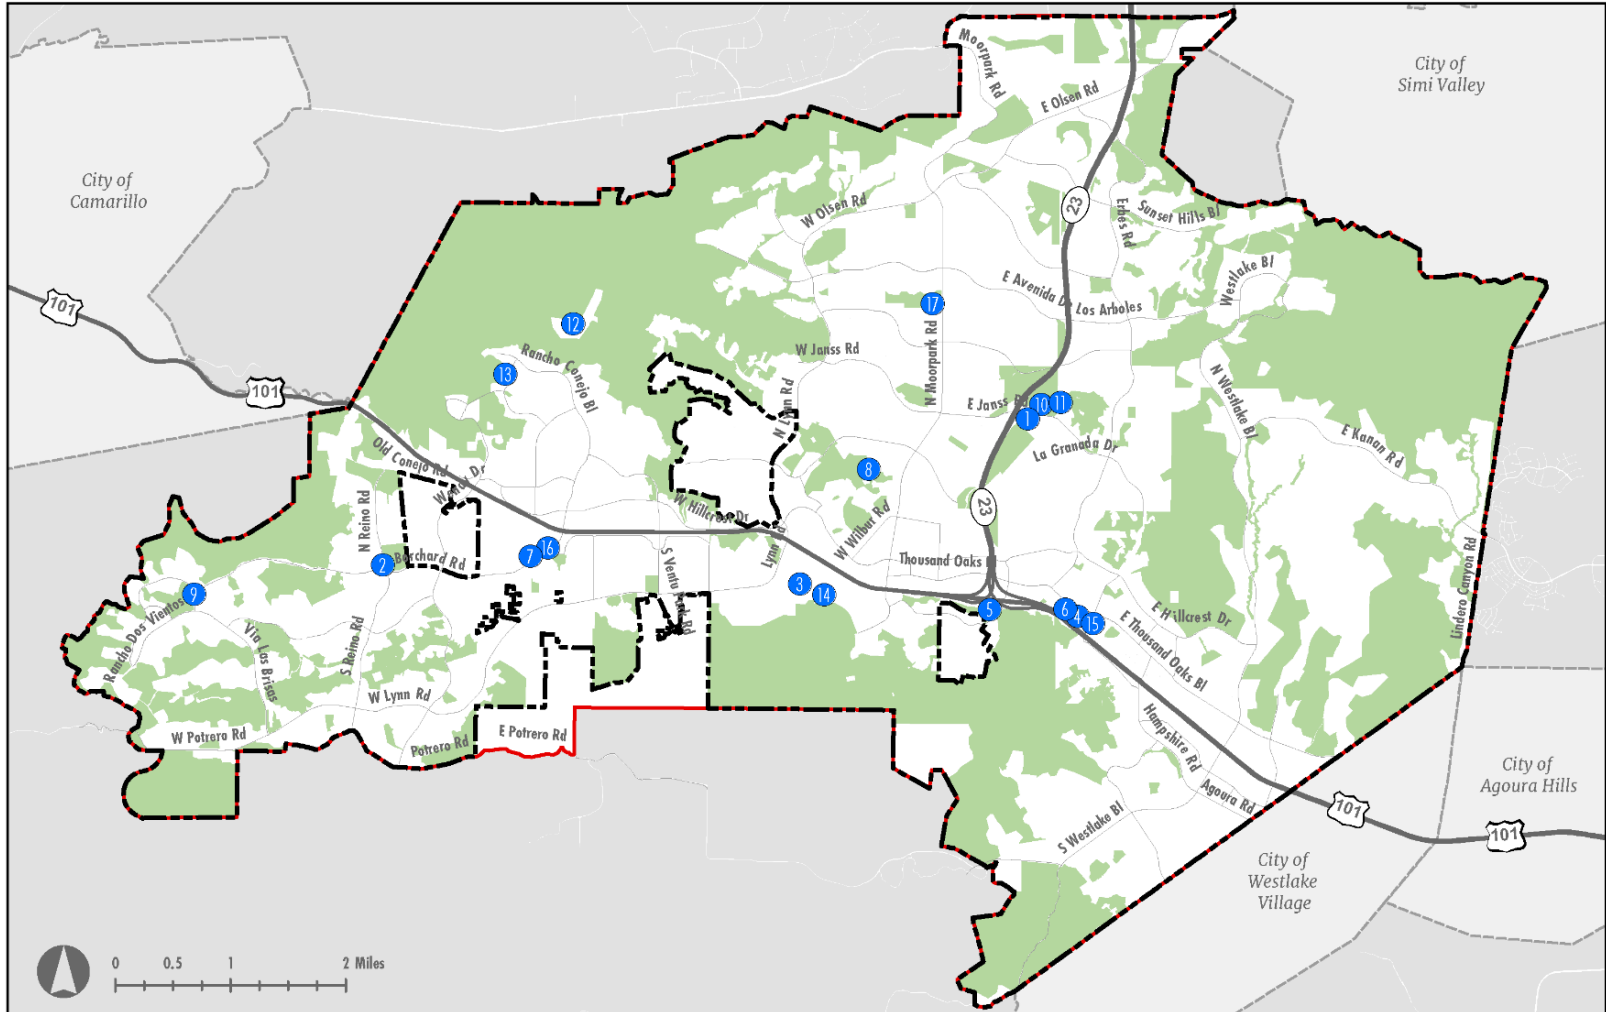 Moorpark Rd
City of
Simi Valley
E Olsen Rd
City of
Camarillo
23
W Olsen Rd
Erbes Rd
Sunset Hills Bl
Westlake Bl
E Avenida De Los Arboles
101
17
12
N Moorpark Rd
W Janss Rd
Rancho Conejo Bl
13
101
N Lynn Rd
N Westlake Bl
E Janss Rd
10
11
1
La Granada Dr
E Kanan Rd
Old Conejo Rd
8
N Reino Rd
W Hillcrest Dr
23
W Wilbur Rd
Thousand Oaks
16
7
Borchard Rd
2
S Ventu Park Rd
Lynn
Lindero Canyon Rd
3
14
9
5
6
4
15
E Hillcrest Dr
Rancho Dos Vientos
Via Las Brisas
S Reino Rd
E Thousand Oaks Bl
W Lynn Rd
W Potrero Rd
Potrero Rd
E Potrero Rd
Hampshire Rd
Agoura Rd
City of
Agoura Hills
101
101
S Westlake Bl
City of
Westlake
Village
0 0.5 1 2 Miles